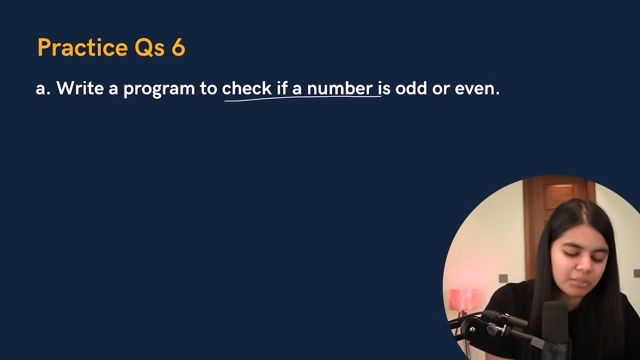 Practice Qs 6
a. Write a program to check if a number is odd or even.